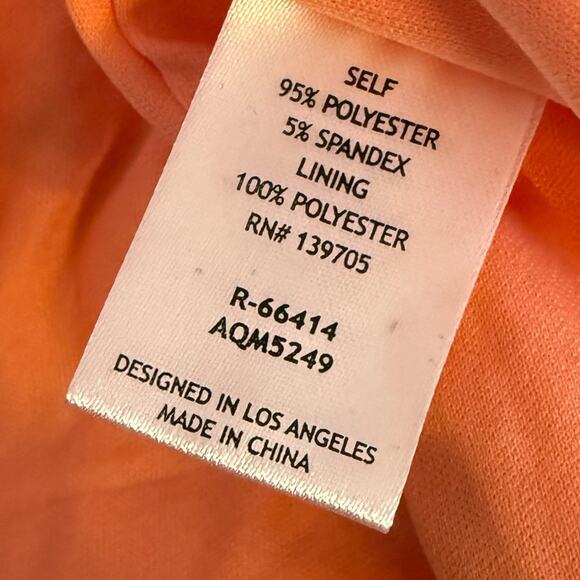 SELF
95% POLYESTER
5% SPANDEX
LINING
100% POLYESTER
RN# 139705
R-66414
AQM5249
DESIGNED IN LOS ANGELES
MADE IN CHINA